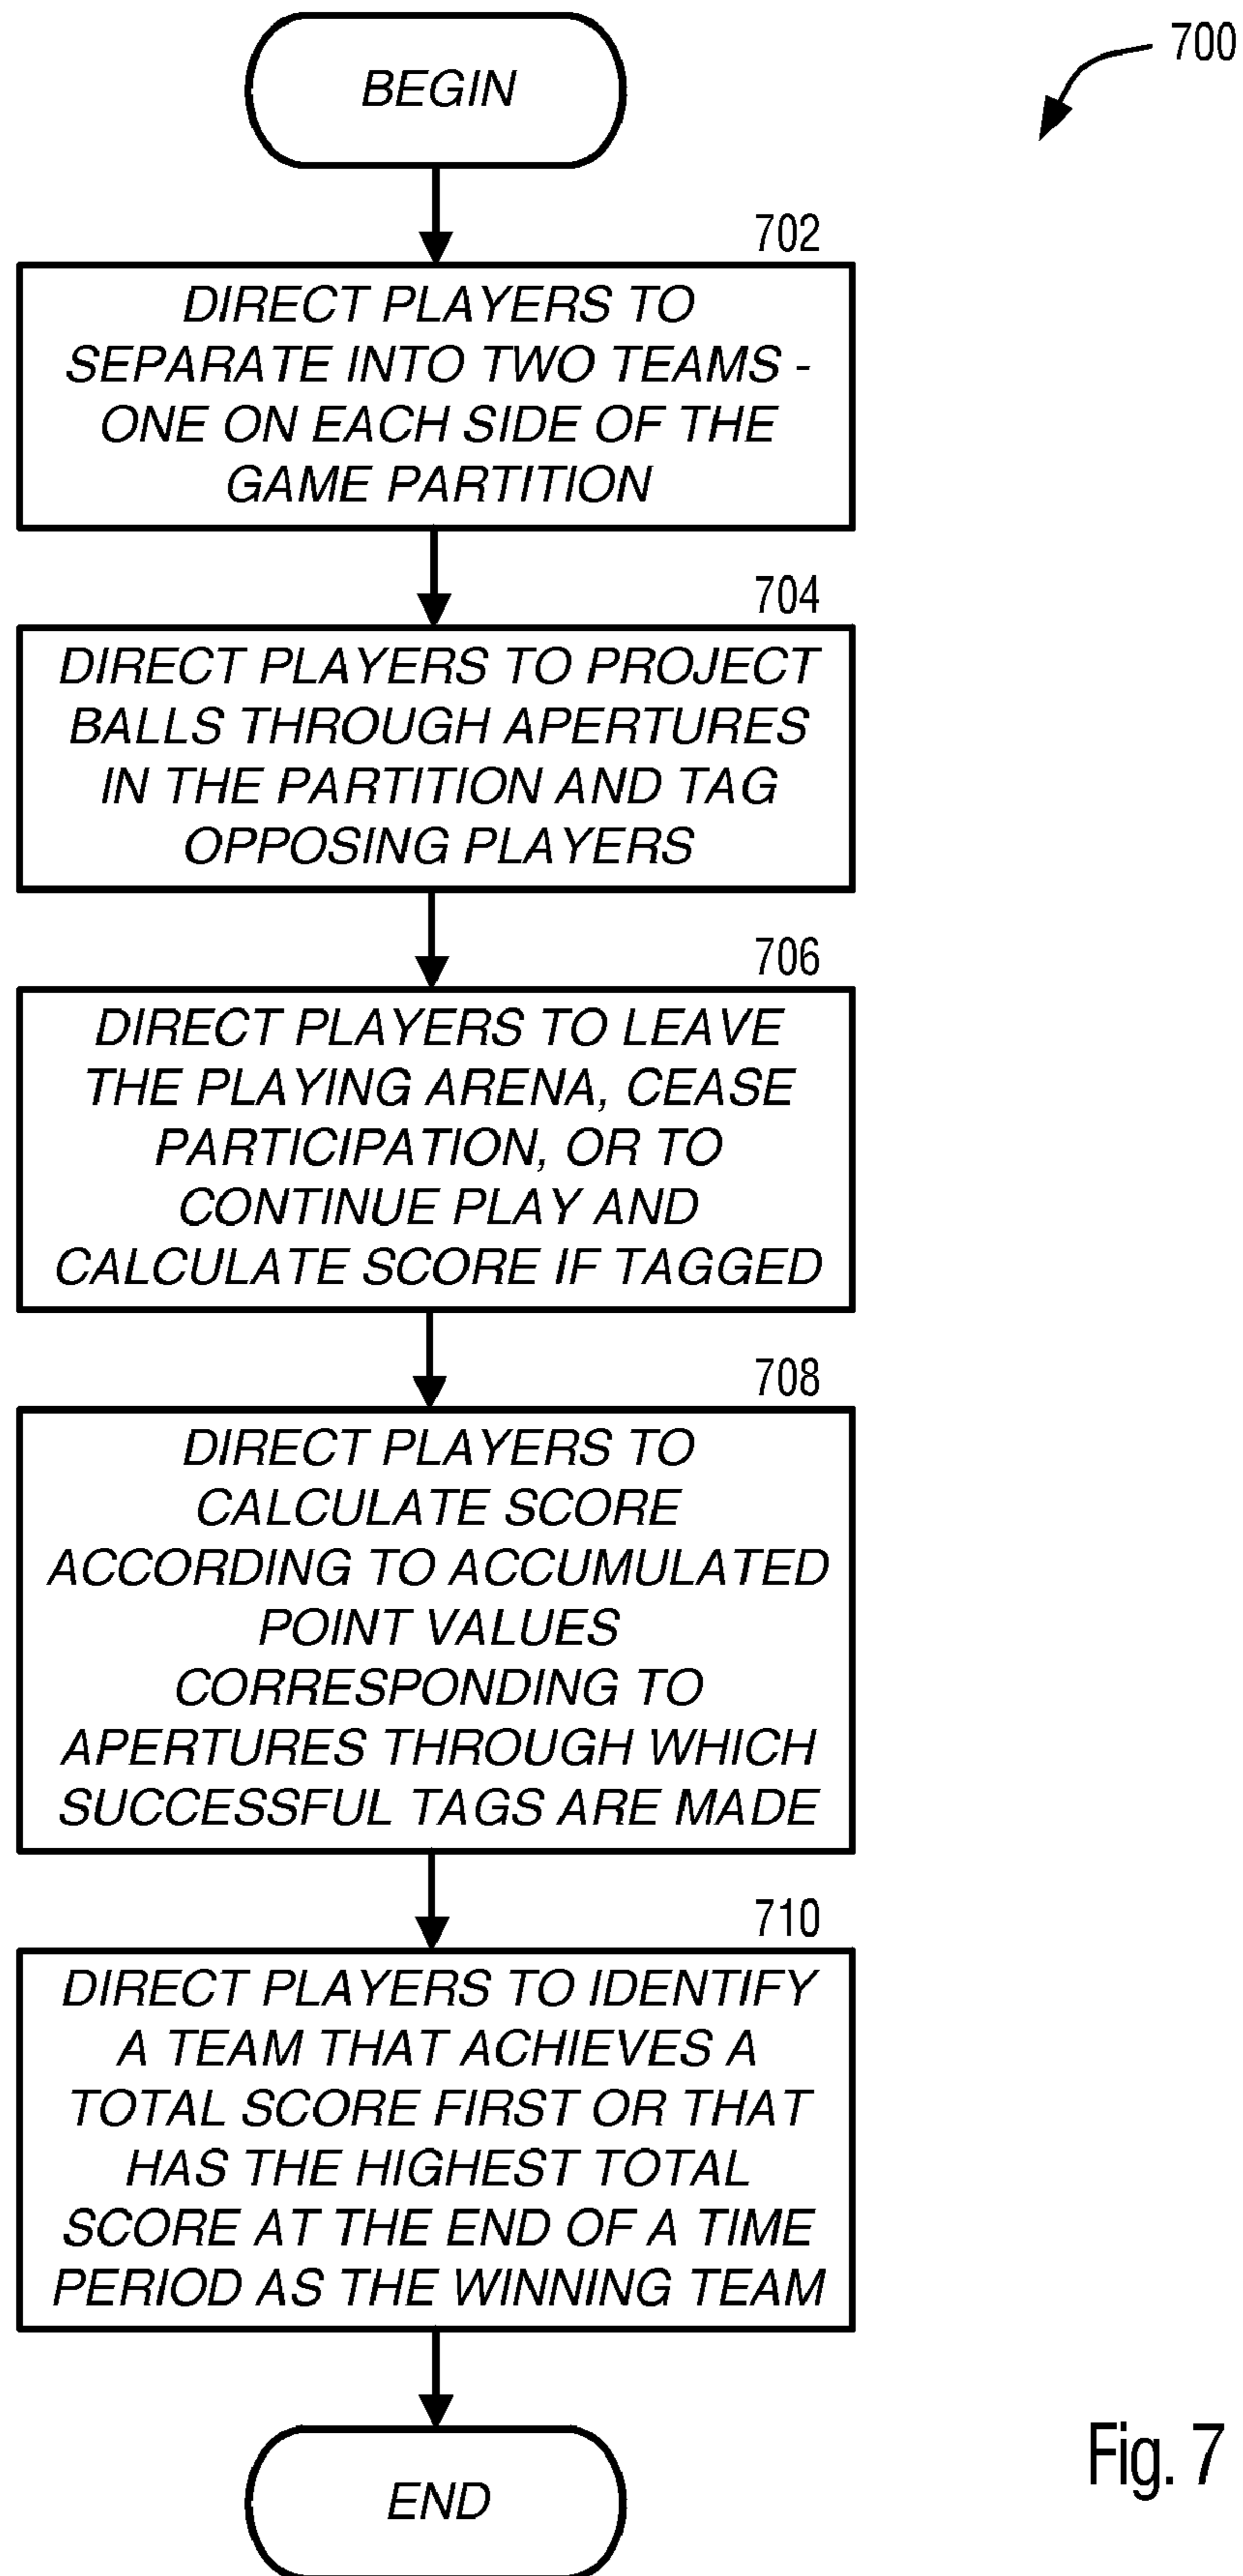 BEGIN
700
702
DIRECT PLAYERS TO
SEPARATE INTO TWO TEAMS -
ONE ON EACH SIDE OF THE
GAME PARTITION
704
DIRECT PLAYERS TO PROJECT
BALLS THROUGH APERTURES
IN THE PARTITION AND TAG
OPPOSING PLAYERS
706
DIRECT PLAYERS TO LEAVE
THE PLAYING ARENA, CEASE
PARTICIPATION, OR TO
CONTINUE PLAY AND
CALCULATE SCORE IF TAGGED
708
DIRECT PLAYERS TO
CALCULATE SCORE
ACCORDING TO ACCUMULATED
POINT VALUES
CORRESPONDING TO
APERTURES THROUGH WHICH
SUCCESSFUL TAGS ARE MADE
710
DIRECT PLAYERS TO IDENTIFY
A TEAM THAT ACHIEVES A
TOTAL SCORE FIRST OR THAT
HAS THE HIGHEST TOTAL
SCORE AT THE END OF A TIME
PERIOD AS THE WINNING TEAM
END
Fig. 7